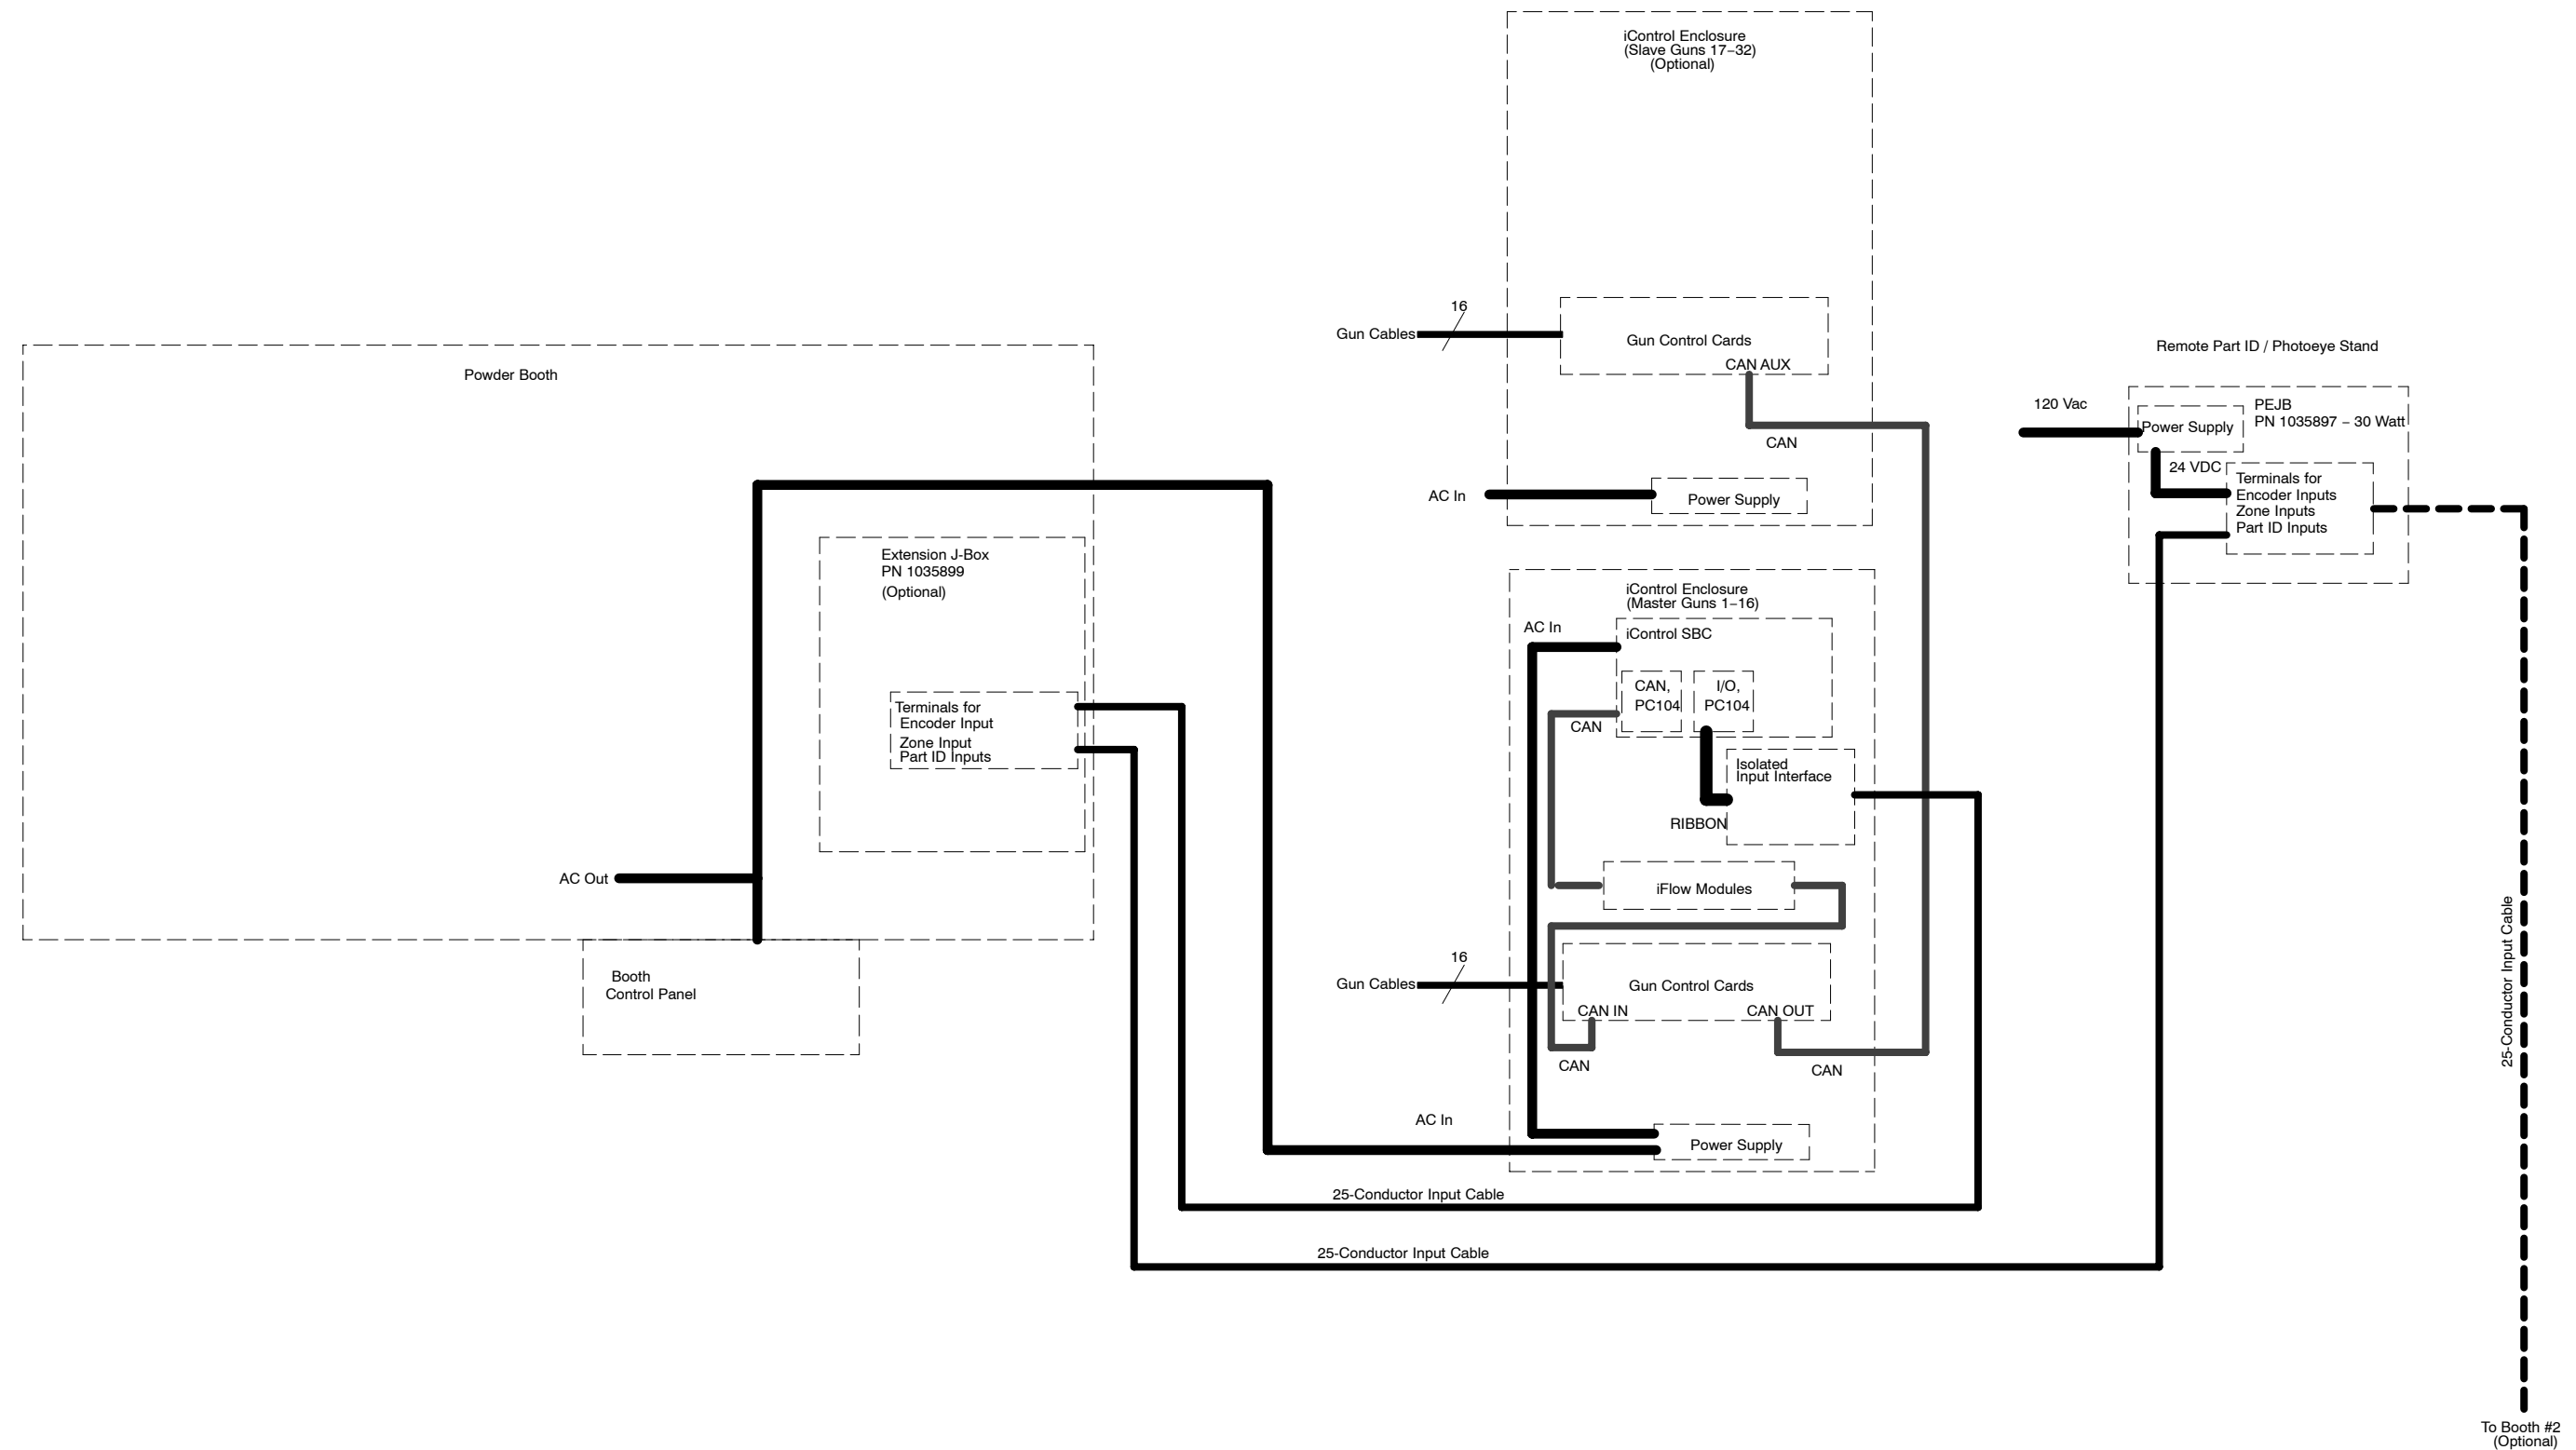 iControl Enclosure
(Slave Guns 17–32)
(Optional)
16
Gun Cables
Gun Control Cards
CAN AUX
CAN
AC In
Power Supply
Powder Booth
Extension J-Box
PN 1035899
(Optional)
Terminals for
Encoder Input
Zone Input
Part ID Inputs
AC Out
Booth
Control Panel
iControl Enclosure
(Master Guns 1–16)
AC In
iControl SBC
CAN,
PC104
I/O,
PC104
CAN
Isolated
Input Interface
RIBBON
iFlow Modules
16
Gun Cables
Gun Control Cards
CAN IN
CAN OUT
CAN
CAN
AC In
Power Supply
25-Conductor Input Cable
25-Conductor Input Cable
Remote Part ID / Photoeye Stand
120 Vac
PEJB
PN 1035897 – 30 Watt
Power Supply
24 VDC
Terminals for
Encoder Inputs
Zone Inputs
Part ID Inputs
25-Conductor Input Cable
To Booth #2
(Optional)